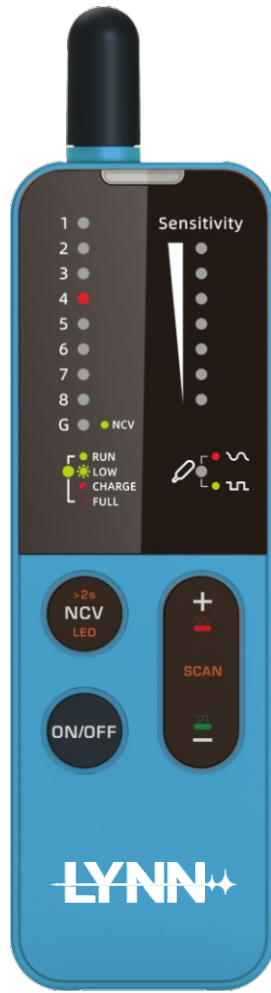 1
Sensitivity
2
3
4
5
6
7
8
G
NCV
RUN
LOW
CHARGE
FULL
>2s
NCV
LED
+
SCAN
−
ON/OFF
LYNN